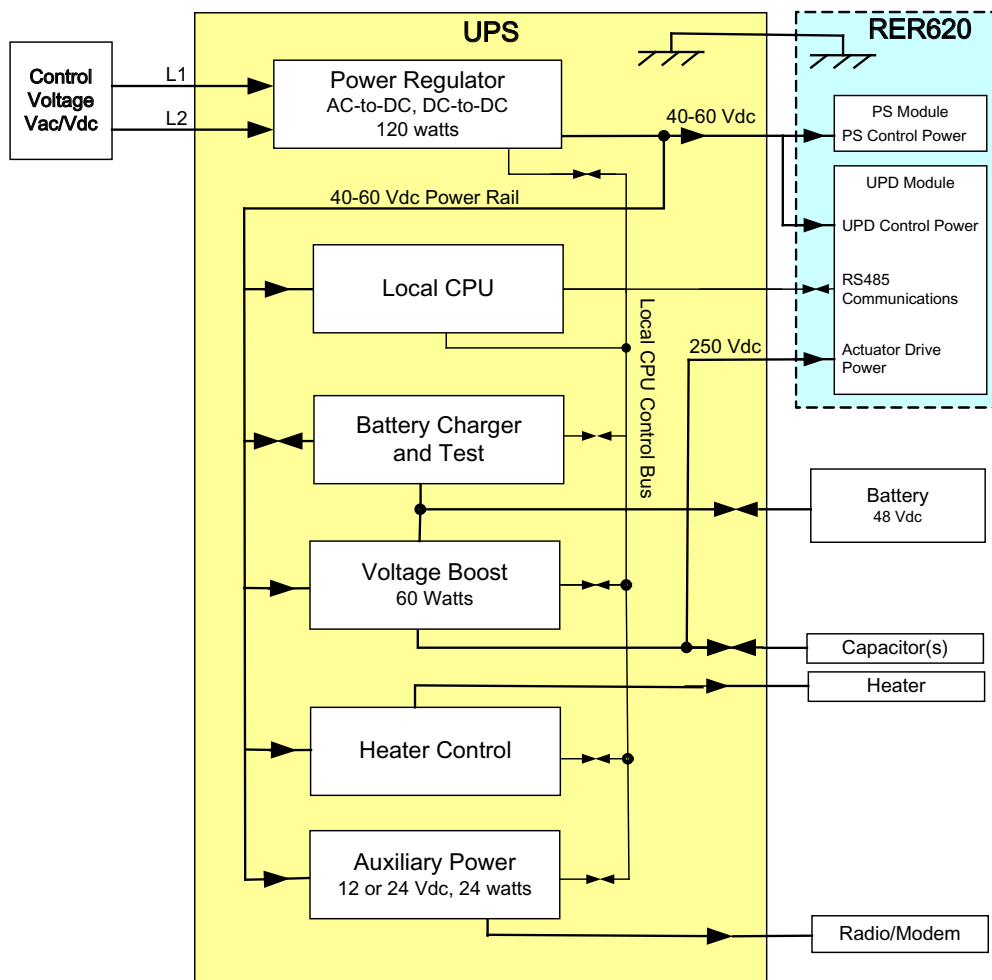 UPS
RER620
Control
Voltage
Vac/Vdc
L1
L2
Power Regulator
AC-to-DC, DC-to-DC
120 watts
40-60 Vdc
PS Module
PS Control Power
40-60 Vdc Power Rail
UPD Module
UPD Control Power
Local CPU
RS485
Communications
Local CPU Control Bus
250 Vdc
Actuator Drive
Power
Battery Charger
and Test
Battery
48 Vdc
Voltage Boost
60 Watts
Capacitor(s)
Heater
Heater Control
Auxiliary Power
12 or 24 Vdc, 24 watts
Radio/Modem